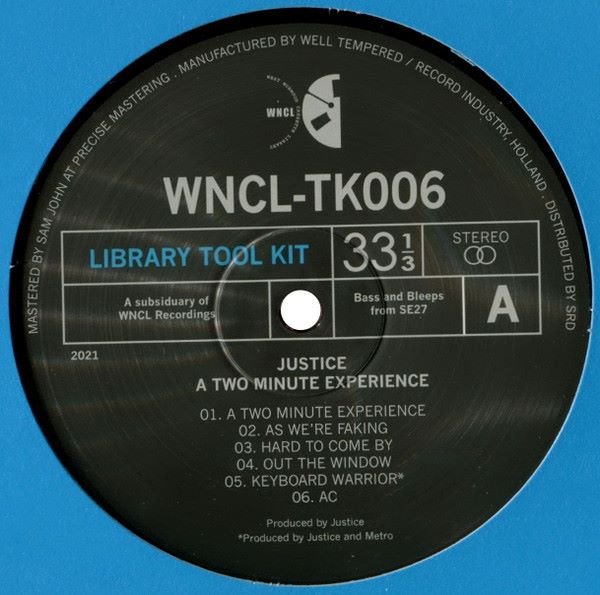 MASTERED BY SAM JOHN AT PRECISE MASTERING . MANUFACTURED BY WELL TEMPERED / RECORD INDUSTRY, HOLLAND . DISTRIBUTED BY SRD
WNCL
WNCL-TK006
LIBRARY TOOL KIT
33 1/3
STEREO
A subsiduary of
WNCL Recordings
Bass and Bleeps
from SE27
A
2021
JUSTICE
A TWO MINUTE EXPERIENCE
01. A TWO MINUTE EXPERIENCE
02. AS WE'RE FAKING
03. HARD TO COME BY
04. OUT THE WINDOW
05. KEYBOARD WARRIOR*
06. AC
Produced by Justice
*Produced by Justice and Metro